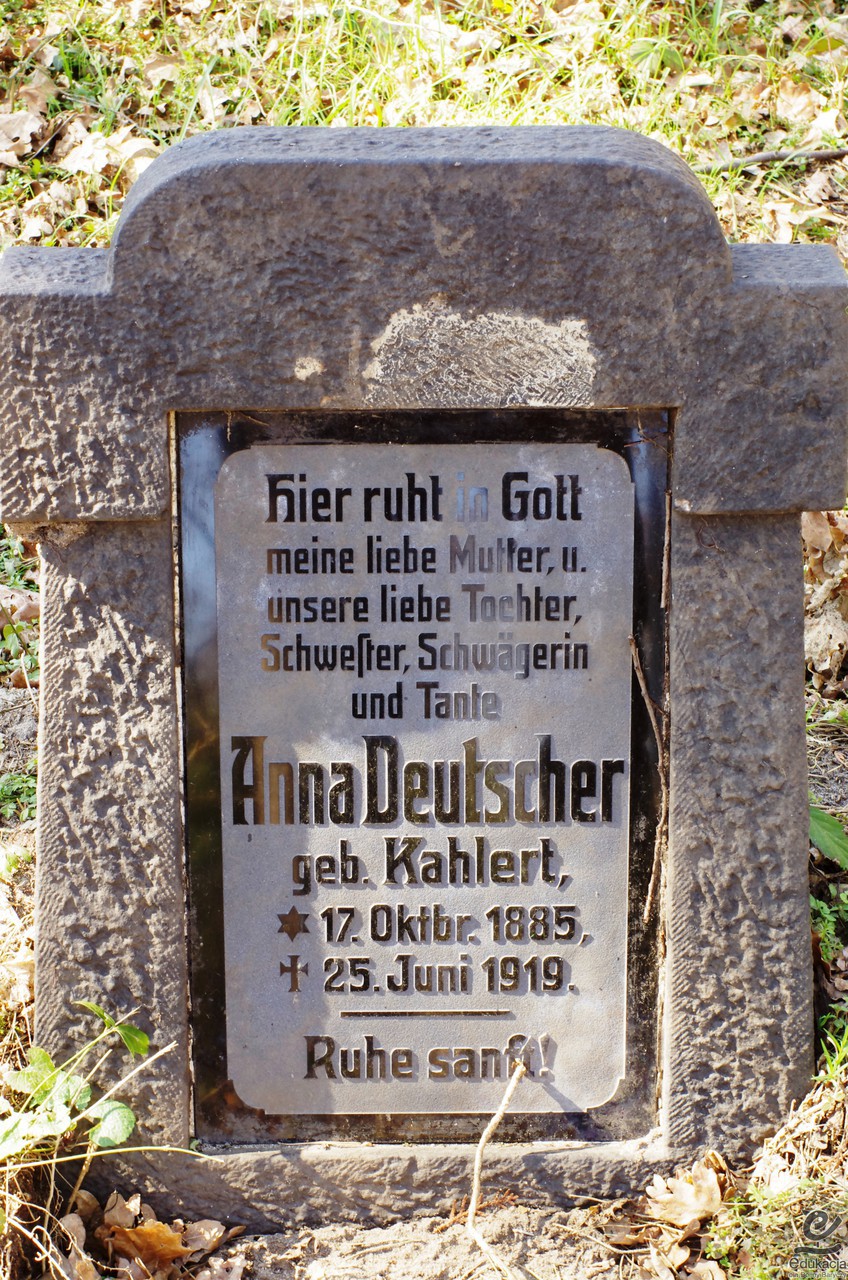 Hier ruht in Gott
meine liebe Mutter, u.
unsere liebe Tochter,
Schweſter, Schwägerin
und Tante
Anna Deutscher
geb. Kahlert,
✶ 17. Oktbr. 1885,
✝ 25. Juni 1919.
Ruhe sanft!
e
edukacja